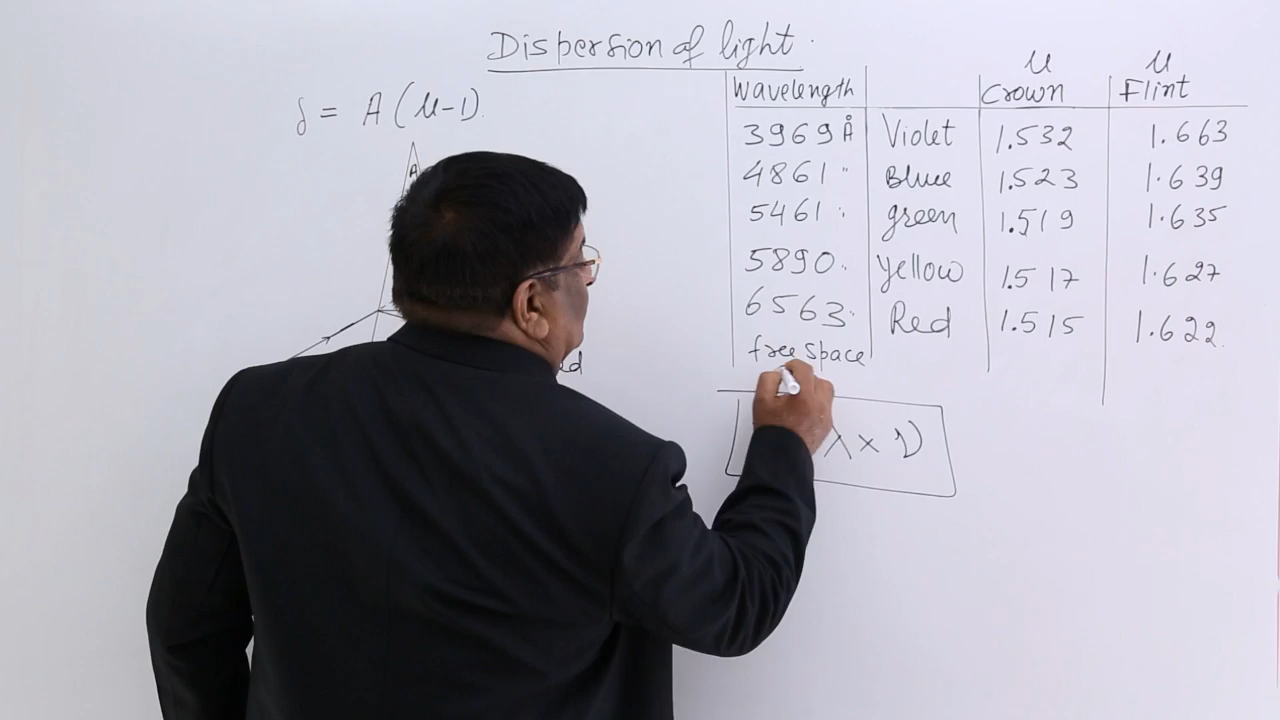 Dispersion of light.
δ = A (μ-1).
A
μ μ
Wavelength Crown Flint
3969 Å Violet 1.532 1.663
4861 " Blue 1.523 1.639
5461 " green 1.519 1.635
5890 " Yellow 1.517 1.627
6563 " Red 1.515 1.622
free space
λ × ν